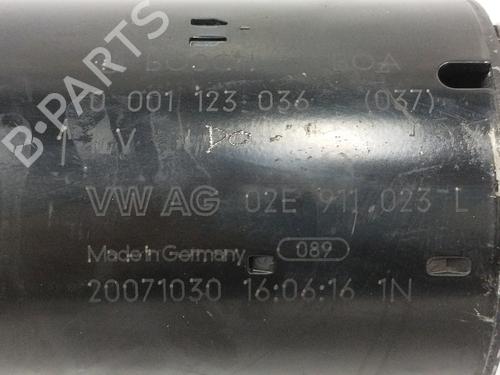 B-PARTS
0 001 123 036 (037)
V
VW AG 02E 911 023 L
Made in Germany 089
20071030 16:06:16 1N